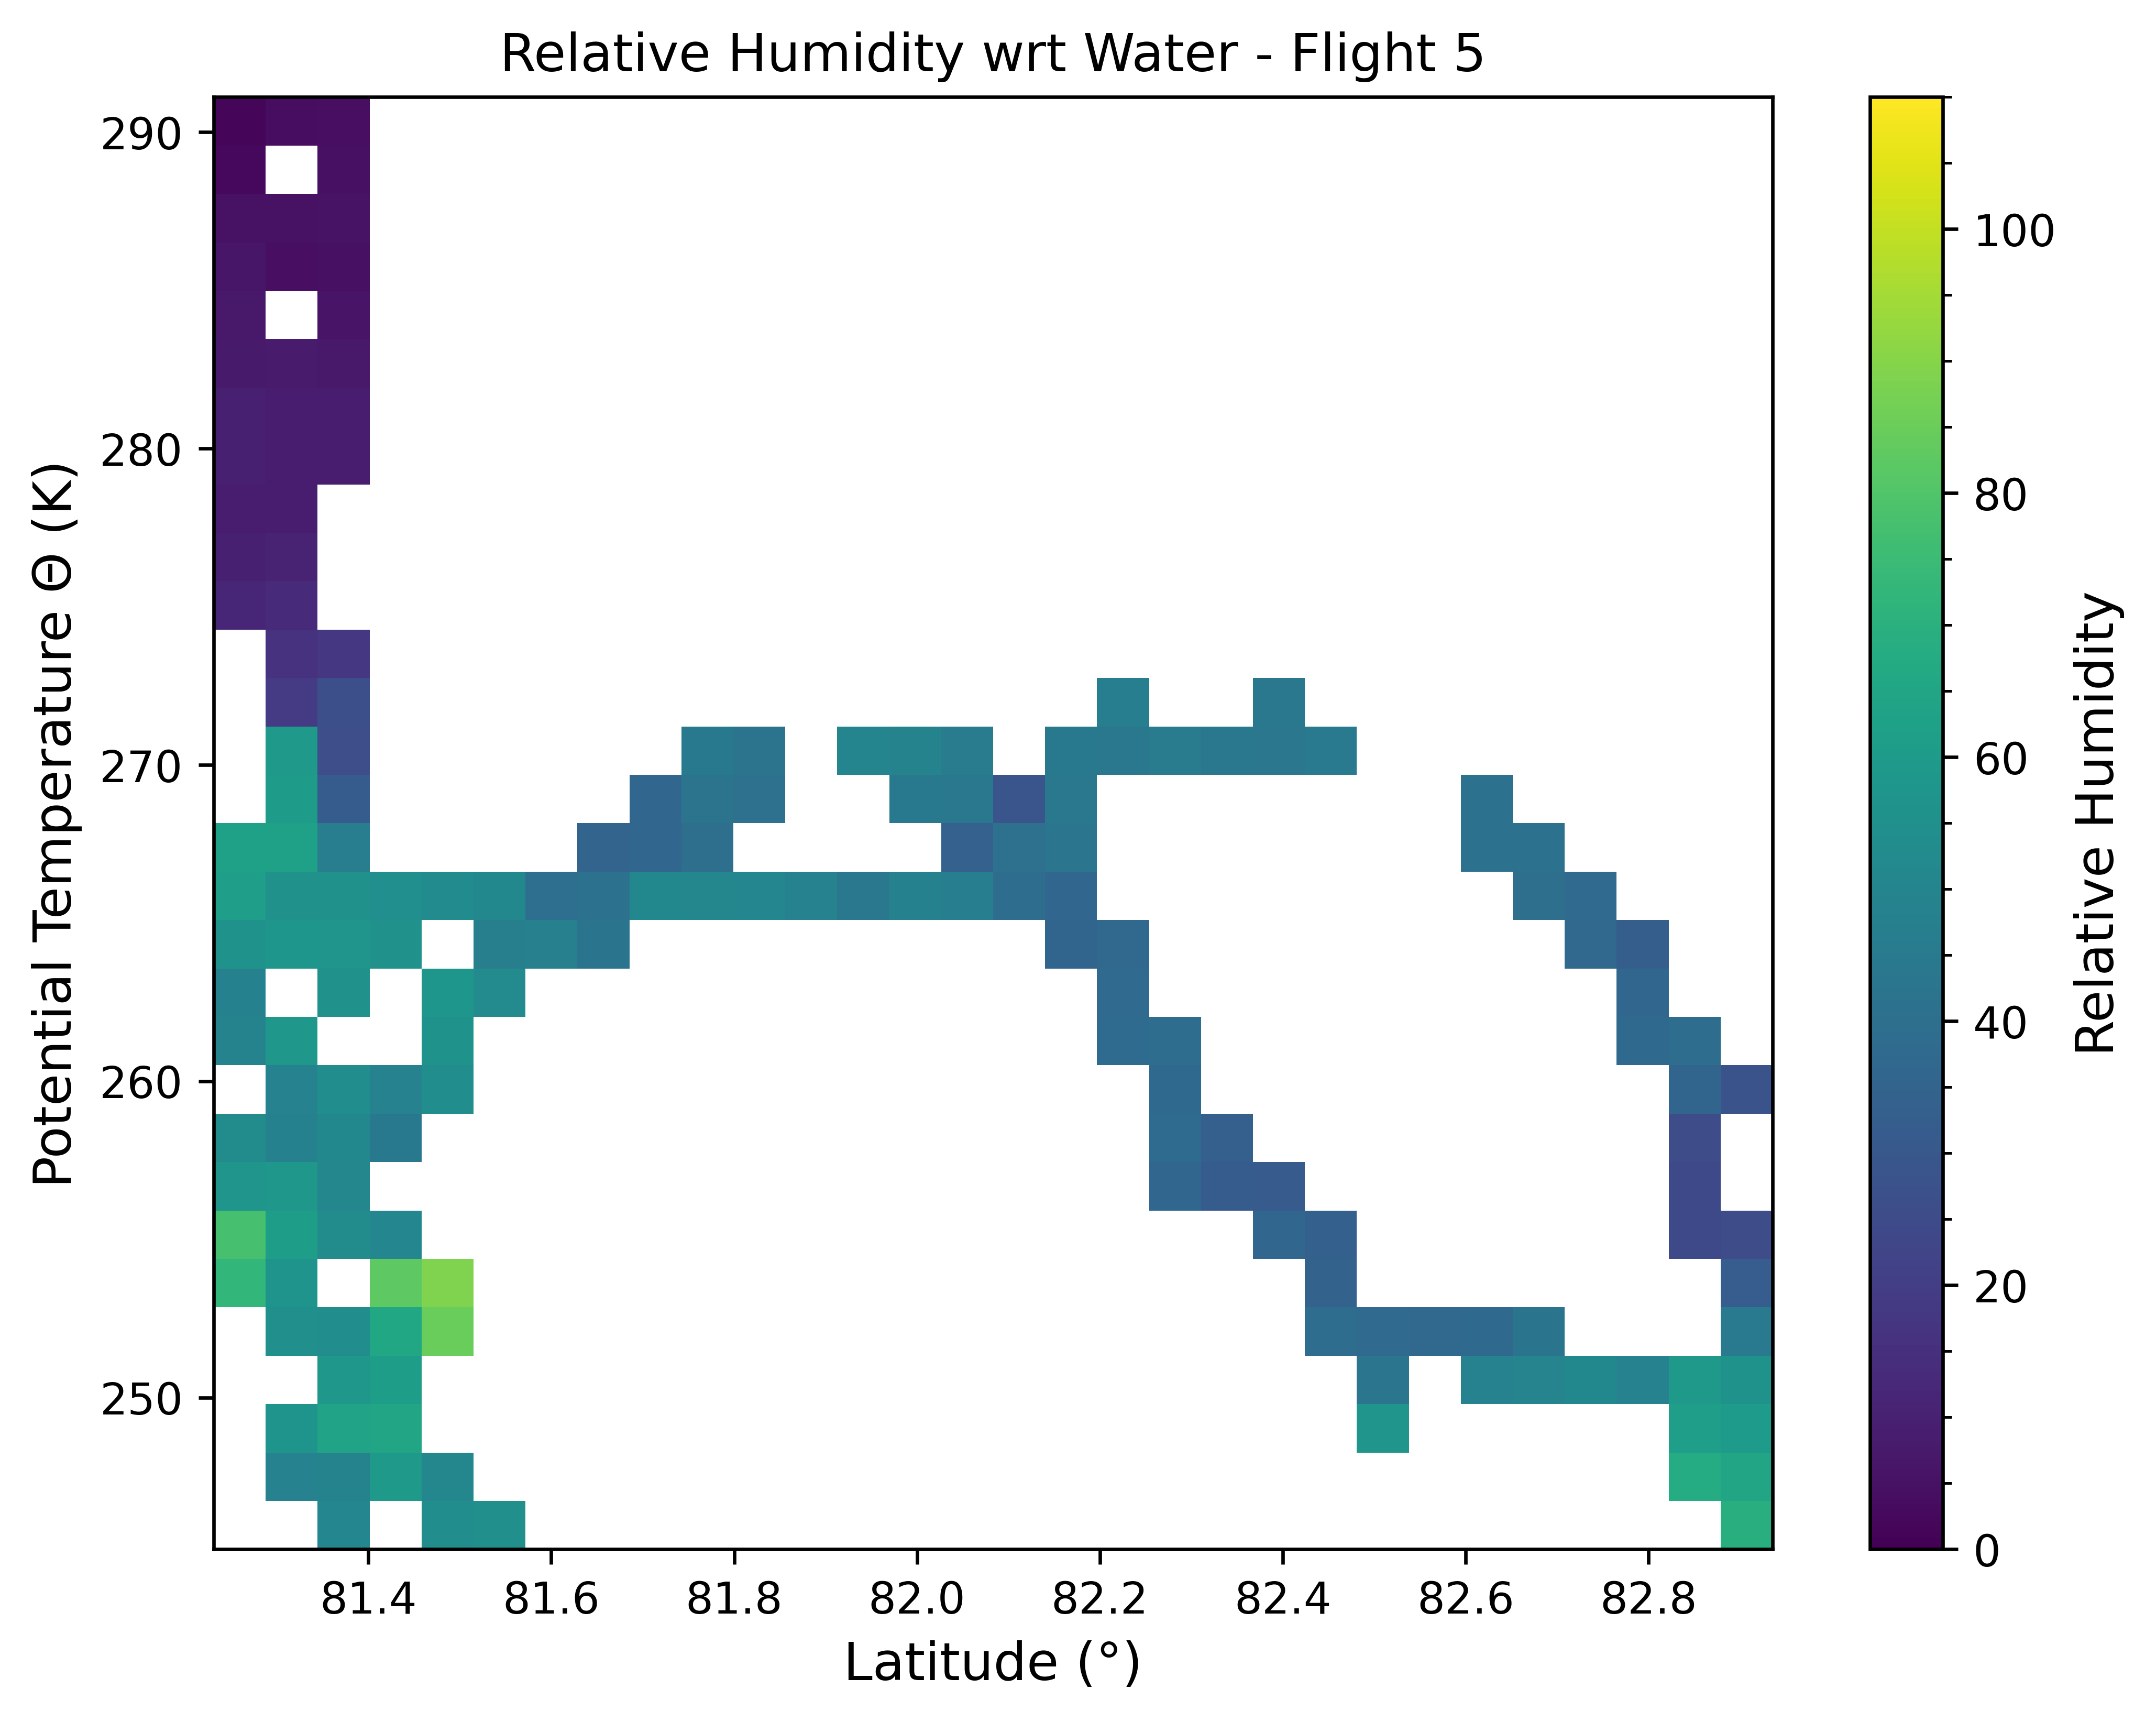 Relative Humidity wrt Water - Flight 5
290
280
270
260
250
Potential Temperature Θ (K)
81.4 81.6 81.8 82.0 82.2 82.4 82.6 82.8
Latitude (°)
100
80
60
40
20
0
Relative Humidity